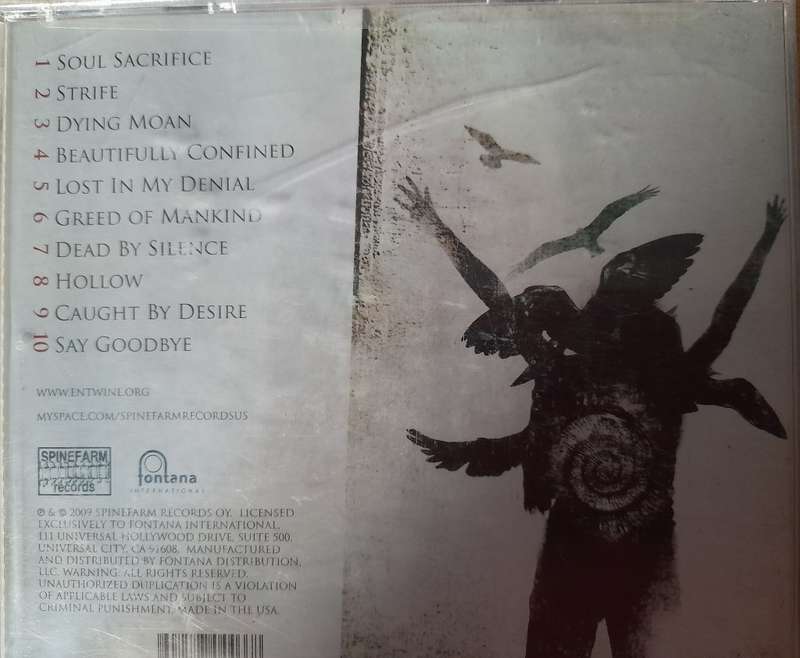 1 SOUL SACRIFICE
2 STRIFE
3 DYING MOAN
4 BEAUTIFULLY CONFINED
5 LOST IN MY DENIAL
6 GREED OF MANKIND
7 DEAD BY SILENCE
8 HOLLOW
9 CAUGHT BY DESIRE
10 SAY GOODBYE
WWW.ENTWINE.ORG
MYSPACE.COM/SPINEFARMRECORDSUS
SPINEFARM
records
fontana
INTERNATIONAL
℗ & © 2009 SPINEFARM RECORDS OY. LICENSED
EXCLUSIVELY TO FONTANA INTERNATIONAL,
111 UNIVERSAL HOLLYWOOD DRIVE, SUITE 500,
UNIVERSAL CITY, CA 91608. MANUFACTURED
AND DISTRIBUTED BY FONTANA DISTRIBUTION,
LLC. WARNING: ALL RIGHTS RESERVED.
UNAUTHORIZED DUPLICATION IS A VIOLATION
OF APPLICABLE LAWS AND SUBJECT TO
CRIMINAL PUNISHMENT. MADE IN THE USA.